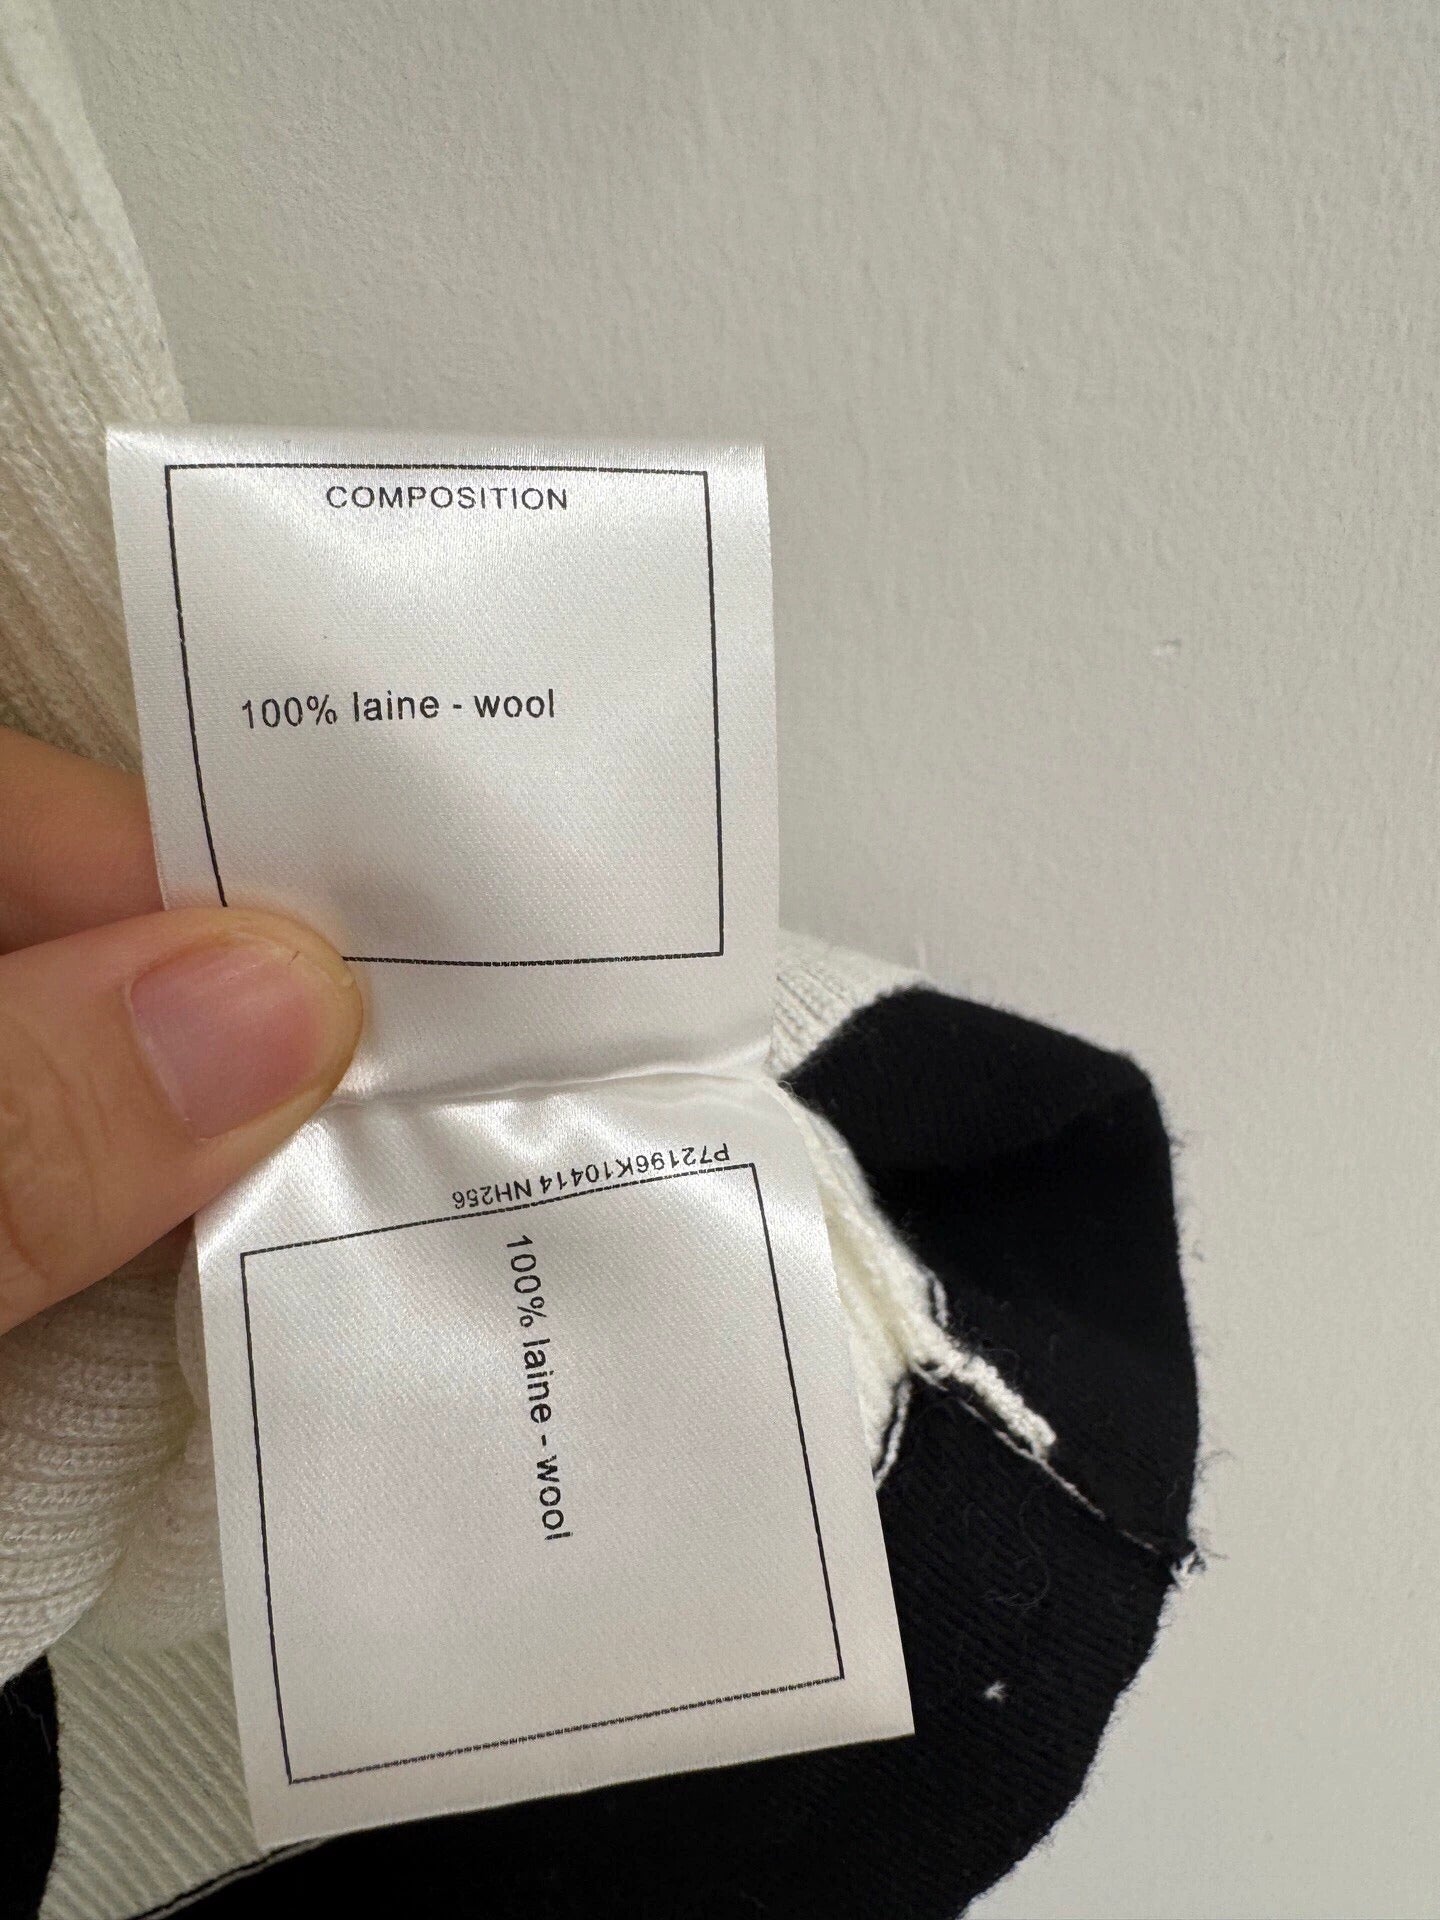 COMPOSITION
100% laine - wool
P72196K10414 NH256
100% laine - wool